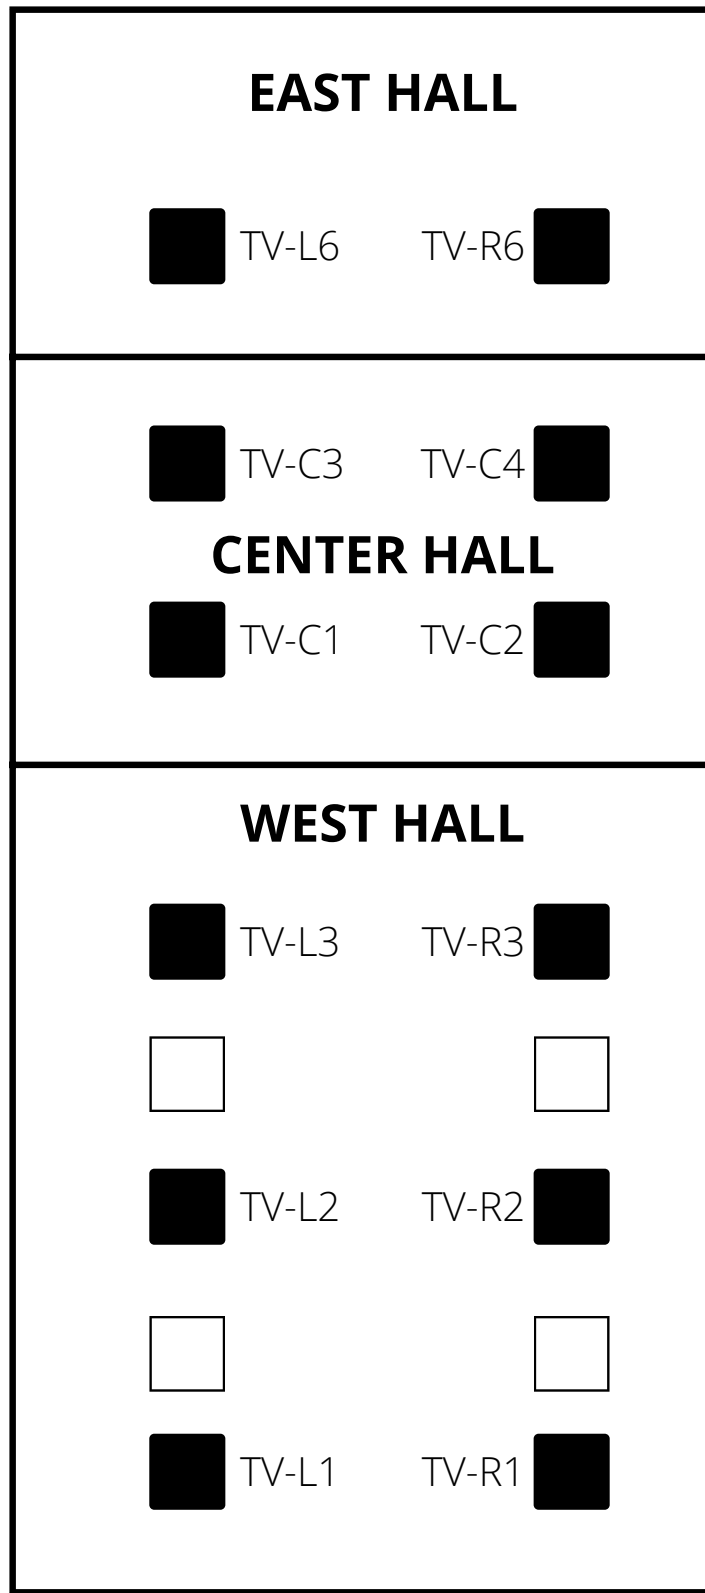 EAST HALL
TV-L6 TV-R6
TV-C3 TV-C4
CENTER HALL
TV-C1 TV-C2
WEST HALL
TV-L3 TV-R3
TV-L2 TV-R2
TV-L1 TV-R1